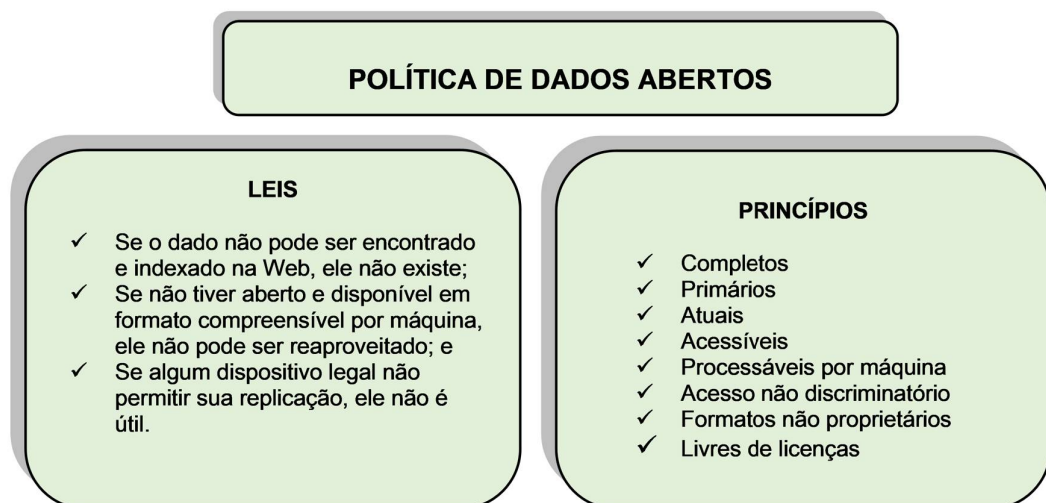 POLÍTICA DE DADOS ABERTOS
LEIS
✓ Se o dado não pode ser encontrado
e indexado na Web, ele não existe;
✓ Se não tiver aberto e disponível em
formato compreensível por máquina,
ele não pode ser reaproveitado; e
✓ Se algum dispositivo legal não
permitir sua replicação, ele não é
útil.
PRINCÍPIOS
✓ Completos
✓ Primários
✓ Atuais
✓ Acessíveis
✓ Processáveis por máquina
✓ Acesso não discriminatório
✓ Formatos não proprietários
✓ Livres de licenças